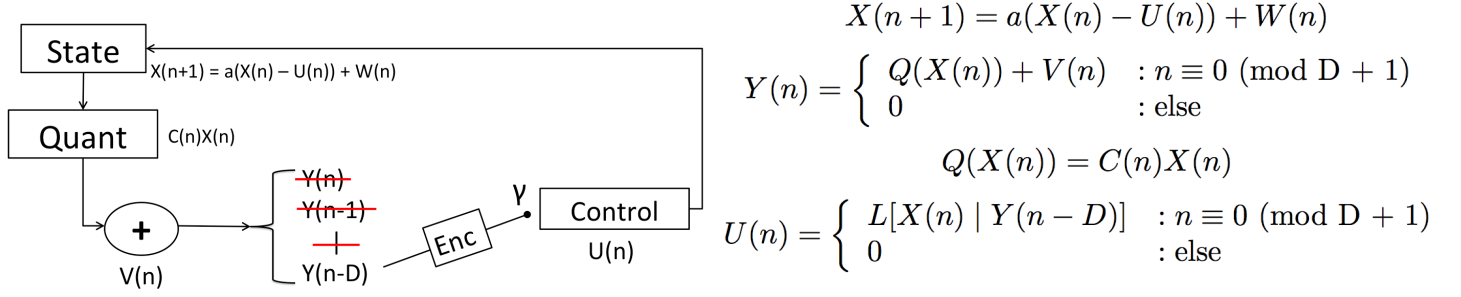 State
X(n+1) = a(X(n) – U(n)) + W(n)
Quant
C(n)X(n)
+
V(n)
Y(n)
Y(n-1)
Y(n-D)
Enc
γ
Control
U(n)
X(n + 1) = a(X(n) − U(n)) + W(n)
Y(n) = { Q(X(n)) + V(n) : n ≡ 0 (mod D + 1)
0 : else
Q(X(n)) = C(n)X(n)
U(n) = { L[X(n) | Y(n − D)] : n ≡ 0 (mod D + 1)
0 : else